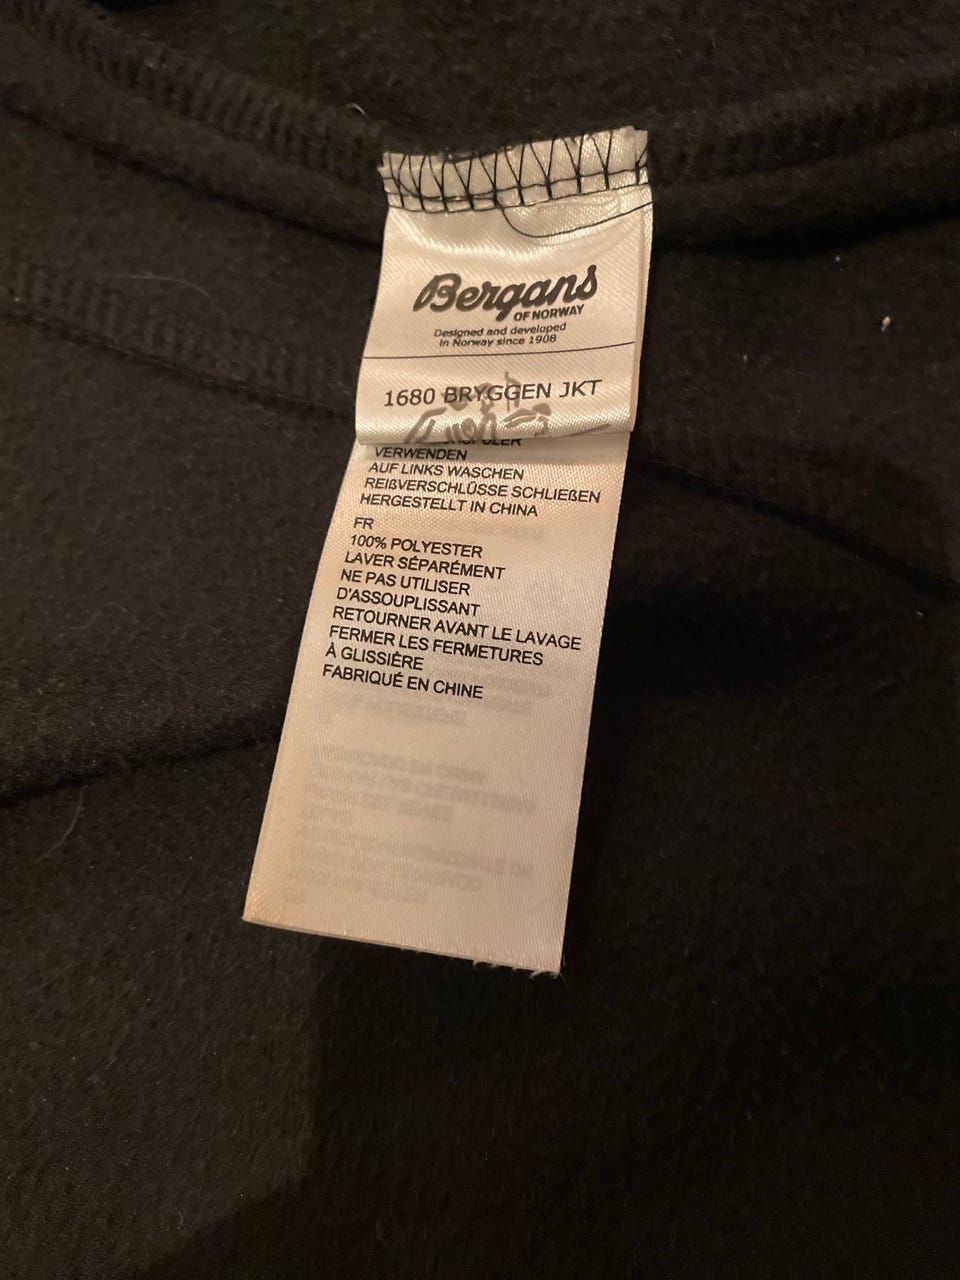 Bergans
OF NORWAY
Designed and developed
in Norway since 1908
1680 BRYGGEN JKT
VERWENDEN
AUF LINKS WASCHEN
REIßVERSCHLÜSSE SCHLIEßEN
HERGESTELLT IN CHINA
FR
100% POLYESTER
LAVER SÉPARÉMENT
NE PAS UTILISER
D'ASSOUPLISSANT
RETOURNER AVANT LE LAVAGE
FERMER LES FERMETURES
À GLISSIÈRE
FABRIQUÉ EN CHINE